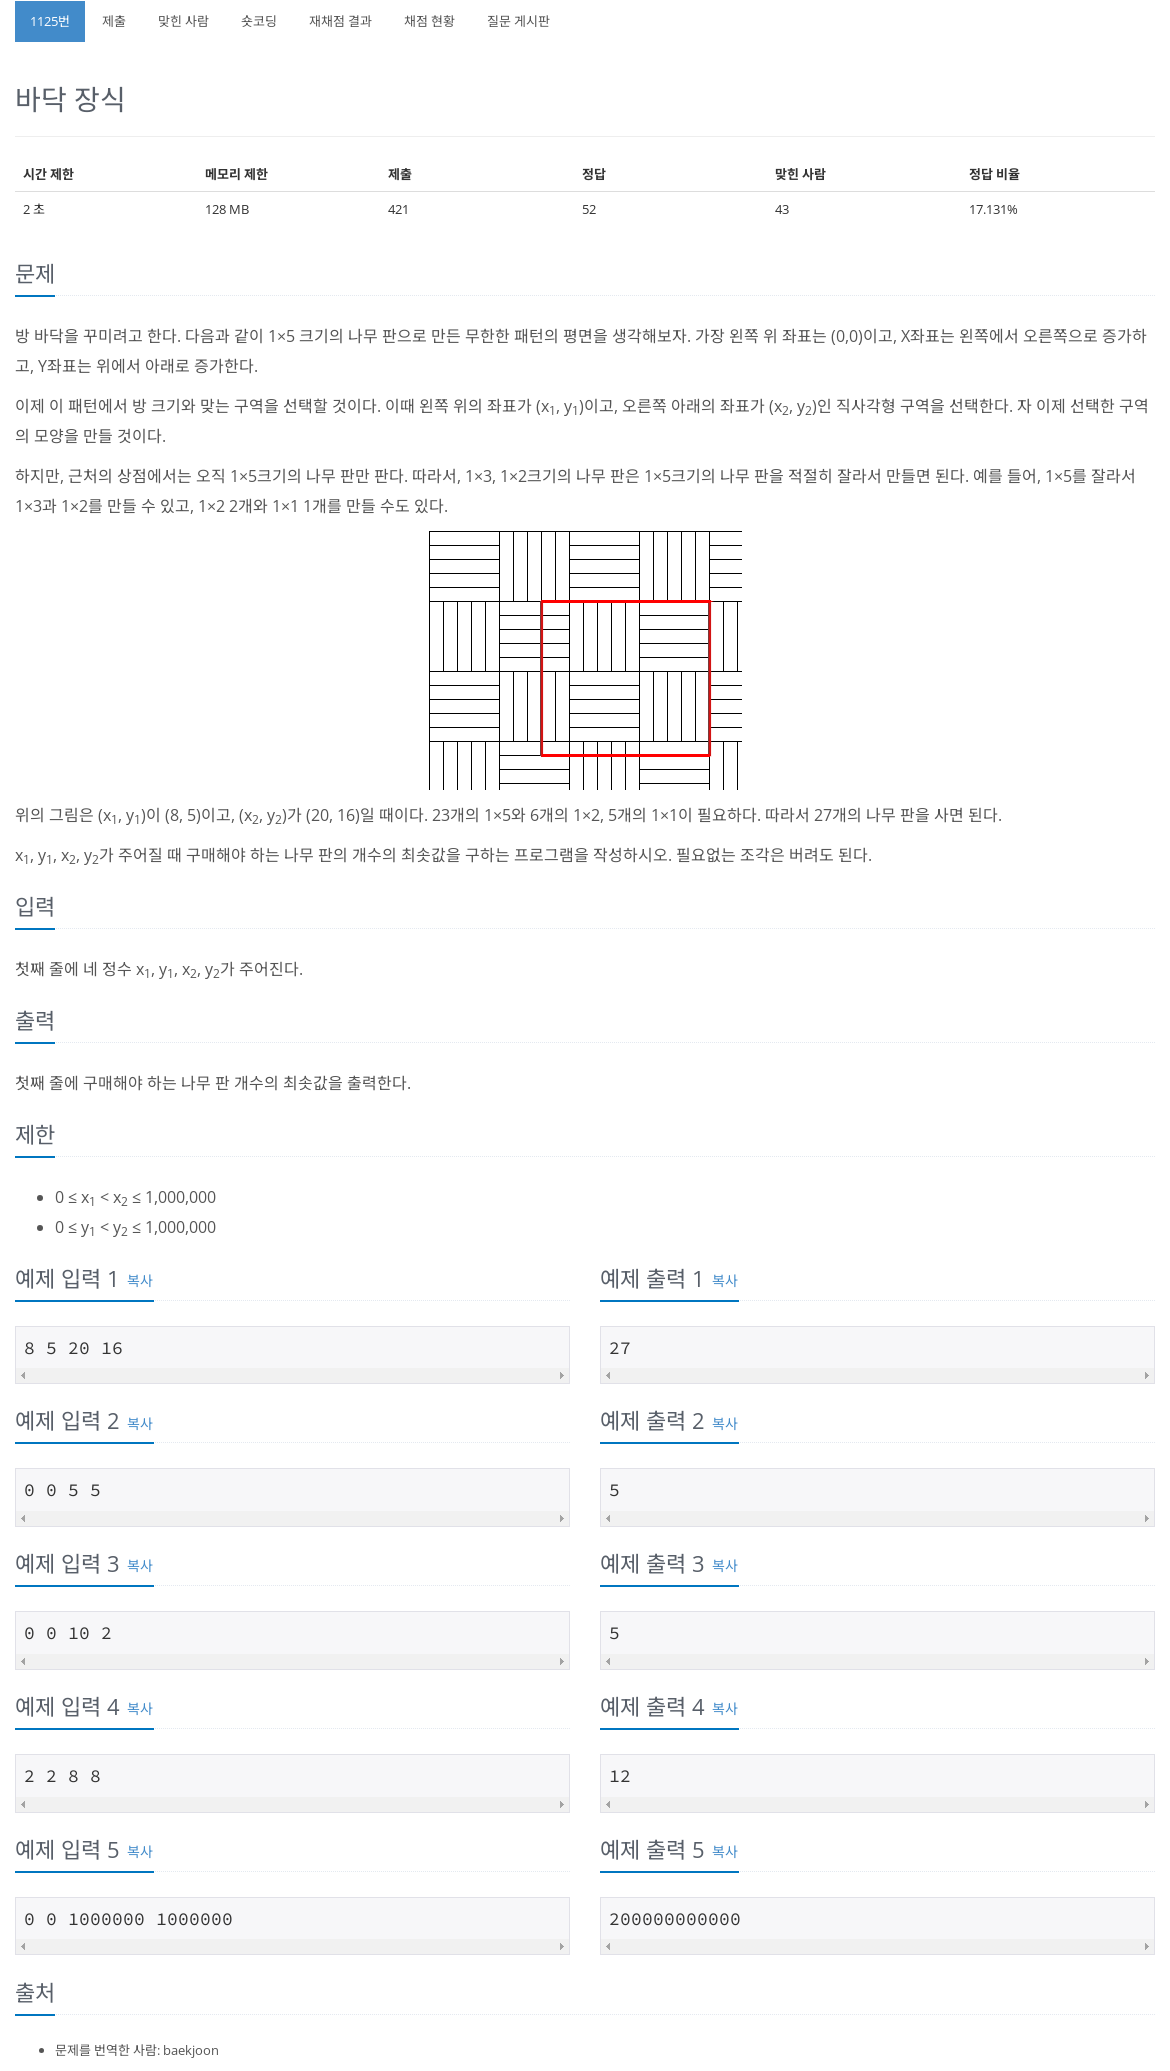 1125번 제출 맞힌 사람 숏코딩 재채점 결과 채점 현황 질문 게시판
바닥 장식
시간 제한 메모리 제한 제출 정답 맞힌 사람 정답 비율
2 초 128 MB 421 52 43 17.131%
문제
방 바닥을 꾸미려고 한다. 다음과 같이 1×5 크기의 나무 판으로 만든 무한한 패턴의 평면을 생각해보자. 가장 왼쪽 위 좌표는 (0,0)이고, X좌표는 왼쪽에서 오른쪽으로 증가하
고, Y좌표는 위에서 아래로 증가한다.
이제 이 패턴에서 방 크기와 맞는 구역을 선택할 것이다. 이때 왼쪽 위의 좌표가 (x1, y1)이고, 오른쪽 아래의 좌표가 (x2, y2)인 직사각형 구역을 선택한다. 자 이제 선택한 구역
의 모양을 만들 것이다.
하지만, 근처의 상점에서는 오직 1×5크기의 나무 판만 판다. 따라서, 1×3, 1×2크기의 나무 판은 1×5크기의 나무 판을 적절히 잘라서 만들면 된다. 예를 들어, 1×5를 잘라서
1×3과 1×2를 만들 수 있고, 1×2 2개와 1×1 1개를 만들 수도 있다.
위의 그림은 (x1, y1)이 (8, 5)이고, (x2, y2)가 (20, 16)일 때이다. 23개의 1×5와 6개의 1×2, 5개의 1×1이 필요하다. 따라서 27개의 나무 판을 사면 된다.
x1, y1, x2, y2가 주어질 때 구매해야 하는 나무 판의 개수의 최솟값을 구하는 프로그램을 작성하시오. 필요없는 조각은 버려도 된다.
입력
첫째 줄에 네 정수 x1, y1, x2, y2가 주어진다.
출력
첫째 줄에 구매해야 하는 나무 판 개수의 최솟값을 출력한다.
제한
0 ≤ x1 < x2 ≤ 1,000,000
0 ≤ y1 < y2 ≤ 1,000,000
예제 입력 1 복사 예제 출력 1 복사
8 5 20 16 27
예제 입력 2 복사 예제 출력 2 복사
0 0 5 5 5
예제 입력 3 복사 예제 출력 3 복사
0 0 10 2 5
예제 입력 4 복사 예제 출력 4 복사
2 2 8 8 12
예제 입력 5 복사 예제 출력 5 복사
0 0 1000000 1000000 200000000000
출처
문제를 번역한 사람: baekjoon